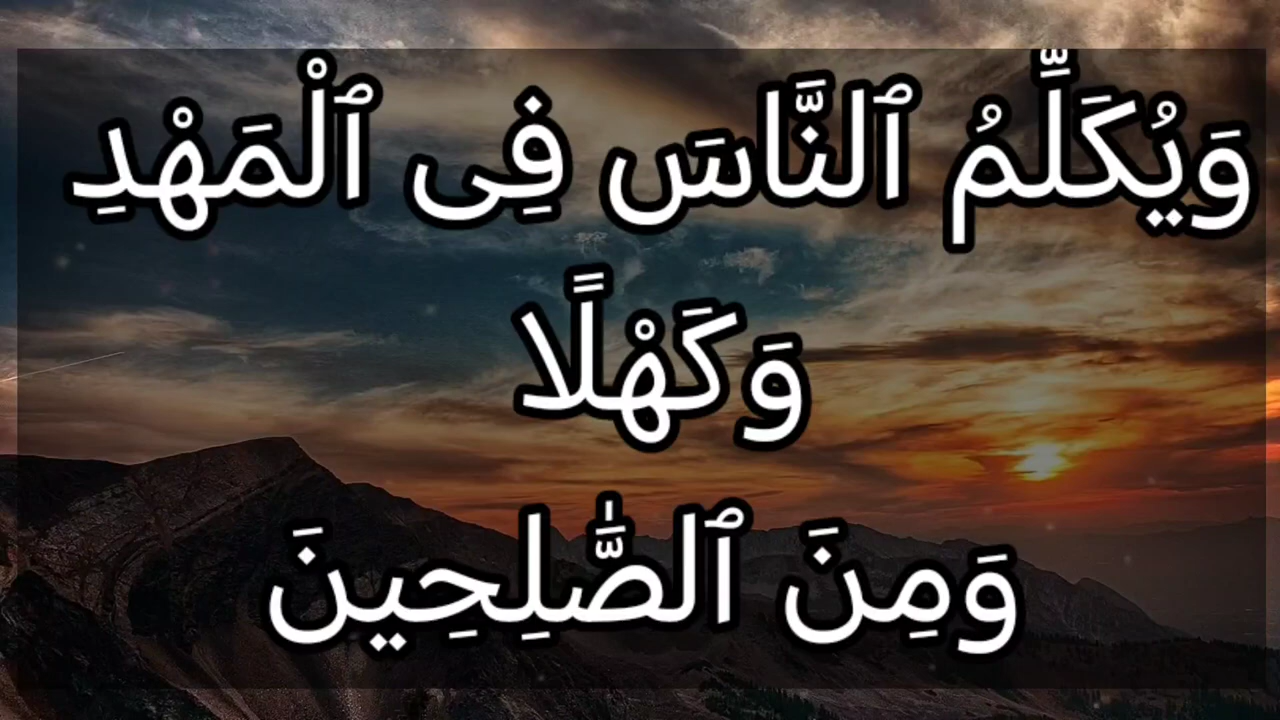 وَيُكَلِّمُ ٱلنَّاسَ فِى ٱلْمَهْدِ
وَكَهْلًا
وَمِنَ ٱلصَّٰلِحِينَ